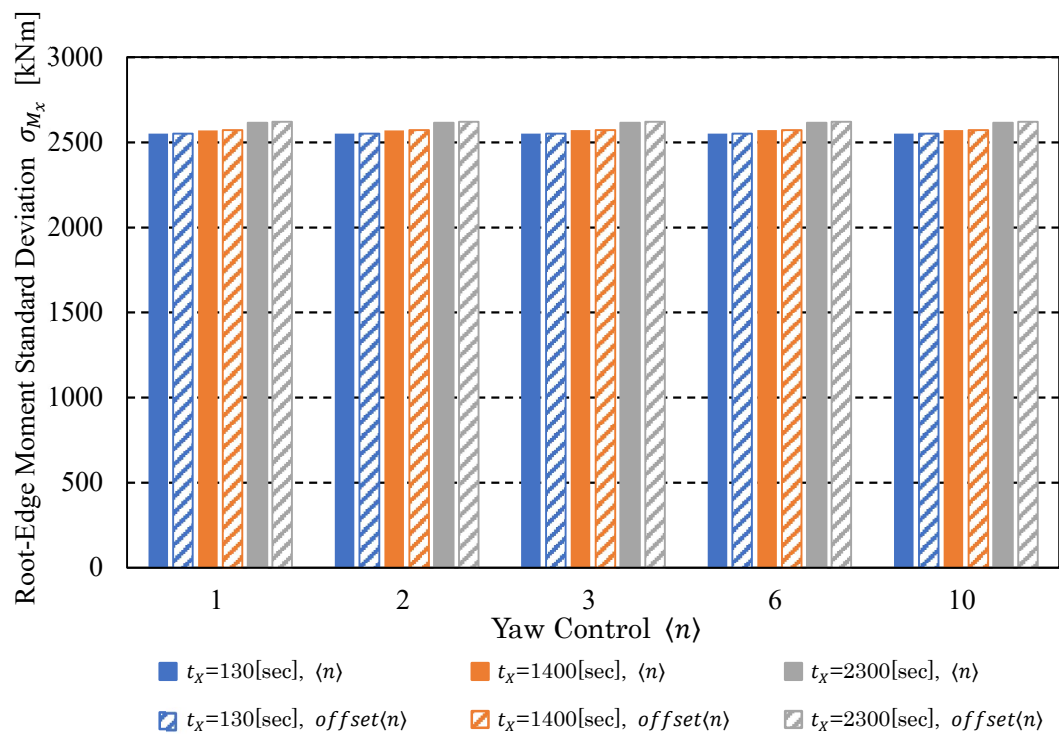 Root-Edge Moment Standard Deviation σ_{M_x} [kNm]
3000
2500
2000
1500
1000
500
0
1 2 3 6 10
Yaw Control ⟨n⟩
t_X=130[sec], ⟨n⟩ t_X=1400[sec], ⟨n⟩ t_X=2300[sec], ⟨n⟩
t_X=130[sec], offset⟨n⟩ t_X=1400[sec], offset⟨n⟩ t_X=2300[sec], offset⟨n⟩